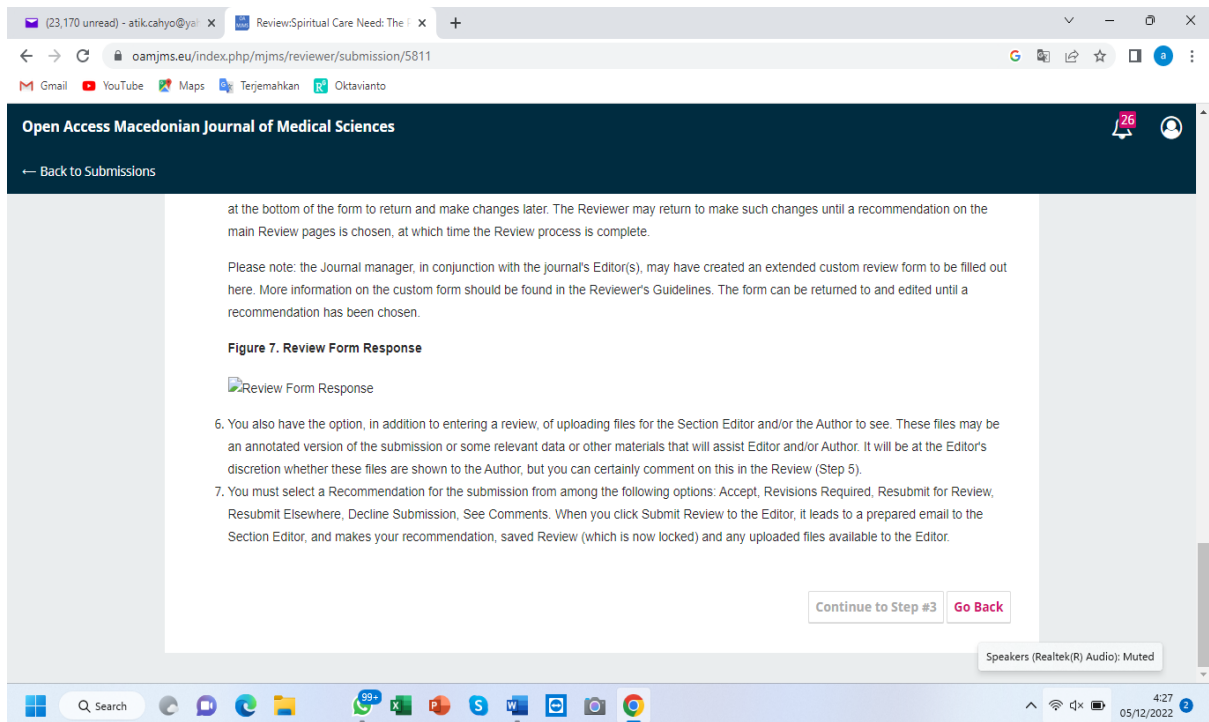 (23,170 unread) - atik.cahyo@yal
Review:Spiritual Care Need: The F
oamjms.eu/index.php/mjms/reviewer/submission/5811
Gmail YouTube Maps Terjemahkan Oktavianto
Open Access Macedonian Journal of Medical Sciences
26
← Back to Submissions
at the bottom of the form to return and make changes later. The Reviewer may return to make such changes until a recommendation on the
main Review pages is chosen, at which time the Review process is complete.
Please note: the Journal manager, in conjunction with the journal's Editor(s), may have created an extended custom review form to be filled out
here. More information on the custom form should be found in the Reviewer's Guidelines. The form can be returned to and edited until a
recommendation has been chosen.
Figure 7. Review Form Response
Review Form Response
6. You also have the option, in addition to entering a review, of uploading files for the Section Editor and/or the Author to see. These files may be
an annotated version of the submission or some relevant data or other materials that will assist Editor and/or Author. It will be at the Editor's
discretion whether these files are shown to the Author, but you can certainly comment on this in the Review (Step 5).
7. You must select a Recommendation for the submission from among the following options: Accept, Revisions Required, Resubmit for Review,
Resubmit Elsewhere, Decline Submission, See Comments. When you click Submit Review to the Editor, it leads to a prepared email to the
Section Editor, and makes your recommendation, saved Review (which is now locked) and any uploaded files available to the Editor.
Continue to Step #3 Go Back
Speakers (Realtek(R) Audio): Muted
Search
99+
4:27
05/12/2022
2